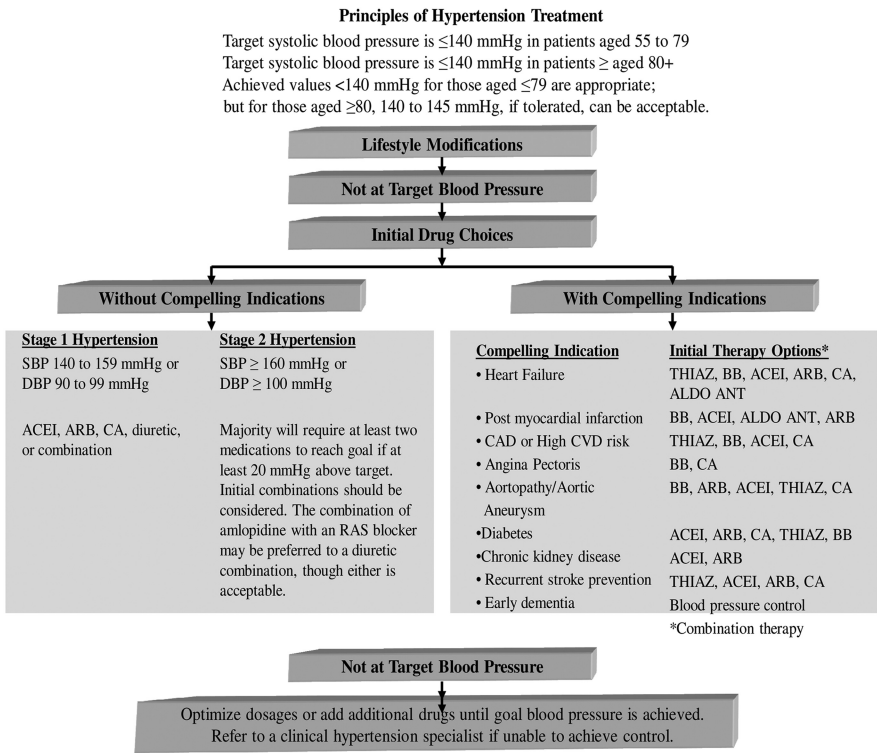 Principles of Hypertension Treatment
Target systolic blood pressure is ≤140 mmHg in patients aged 55 to 79
Target systolic blood pressure is ≤140 mmHg in patients ≥ aged 80+
Achieved values <140 mmHg for those aged ≤79 are appropriate;
but for those aged ≥80, 140 to 145 mmHg, if tolerated, can be acceptable.
Lifestyle Modifications
Not at Target Blood Pressure
Initial Drug Choices
Without Compelling Indications
Stage 1 Hypertension
SBP 140 to 159 mmHg or
DBP 90 to 99 mmHg
ACEI, ARB, CA, diuretic,
or combination
Stage 2 Hypertension
SBP ≥ 160 mmHg or
DBP ≥ 100 mmHg
Majority will require at least two
medications to reach goal if at
least 20 mmHg above target.
Initial combinations should be
considered. The combination of
amlopidine with an RAS blocker
may be preferred to a diuretic
combination, though either is
acceptable.
With Compelling Indications
Compelling Indication Initial Therapy Options*
• Heart Failure THIAZ, BB, ACEI, ARB, CA,
ALDO ANT
• Post myocardial infarction BB, ACEI, ALDO ANT, ARB
• CAD or High CVD risk THIAZ, BB, ACEI, CA
• Angina Pectoris BB, CA
• Aortopathy/Aortic BB, ARB, ACEI, THIAZ, CA
Aneurysm
•Diabetes ACEI, ARB, CA, THIAZ, BB
•Chronic kidney disease ACEI, ARB
• Recurrent stroke prevention THIAZ, ACEI, ARB, CA
• Early dementia Blood pressure control
*Combination therapy
Not at Target Blood Pressure
Optimize dosages or add additional drugs until goal blood pressure is achieved.
Refer to a clinical hypertension specialist if unable to achieve control.